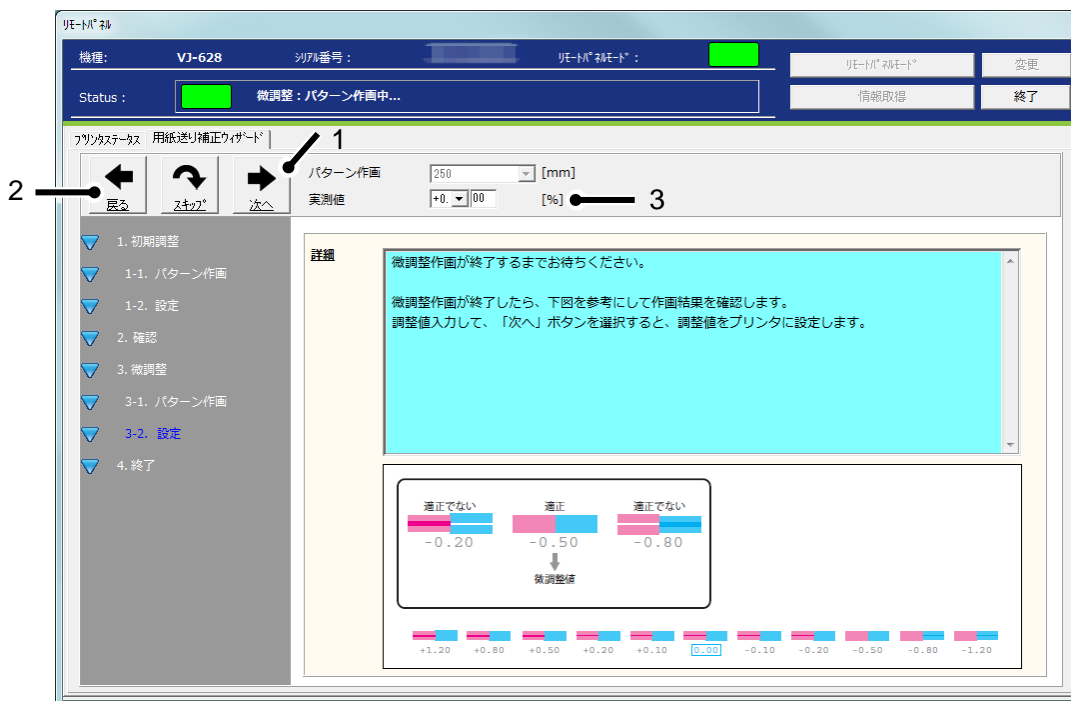 ﾘﾓｰﾄﾊﾟﾈﾙ
機種: VJ-628 ｼﾘｱﾙ番号： ﾘﾓｰﾄﾊﾟﾈﾙﾓｰﾄﾞ： ﾘﾓｰﾄﾊﾟﾈﾙﾓｰﾄﾞ 変更
Status： 微調整：パターン作画中... 情報取得 終了
ﾌﾟﾘﾝﾀｽﾃｰﾀｽ 用紙送り補正ｳｨｻﾞｰﾄﾞ 1
2 戻る ｽｷｯﾌﾟ 次へ
パターン作画 250 [mm]
実測値 +0. 00 [%] 3
1. 初期調整
1-1. パターン作画
1-2. 設定
2. 確認
3. 微調整
3-1. パターン作画
3-2. 設定
4. 終了
詳細
微調整作画が終了するまでお待ちください。
微調整作画が終了したら、下図を参考にして作画結果を確認します。
調整値入力して、「次へ」ボタンを選択すると、調整値をプリンタに設定します。
適正でない 適正 適正でない
-0.20 -0.50 -0.80
微調整値
+1.20 +0.80 +0.50 +0.20 +0.10 0.00 -0.10 -0.20 -0.50 -0.80 -1.20